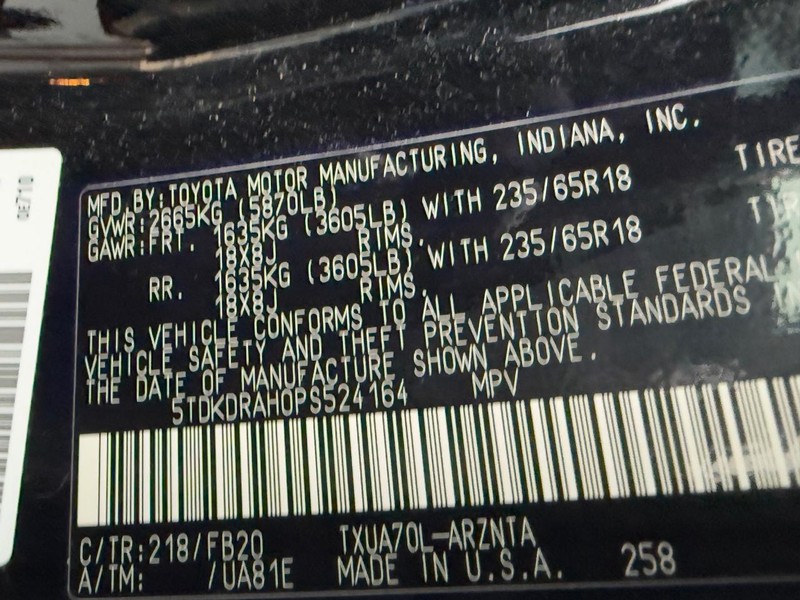 MFD. BY: TOYOTA MOTOR MANUFACTURING, INDIANA, INC.
GVWR: 2665KG (5870LB)
GAWR: FRT. 1635KG (3605LB) WITH 235/65R18 TIRE
18X8J RIMS.
RR. 1635KG (3605LB) WITH 235/65R18
18X8J RIMS.
THIS VEHICLE CONFORMS TO ALL APPLICABLE FEDERAL
VEHICLE SAFETY AND THEFT PREVENTION STANDARDS
THE DATE OF MANUFACTURE SHOWN ABOVE.
5TDKDRAH0PS524164 MPV
C/TR: 218/FB20 TXUA70L-ARZNTA
A/TM: /UA81E MADE IN U.S.A. 258